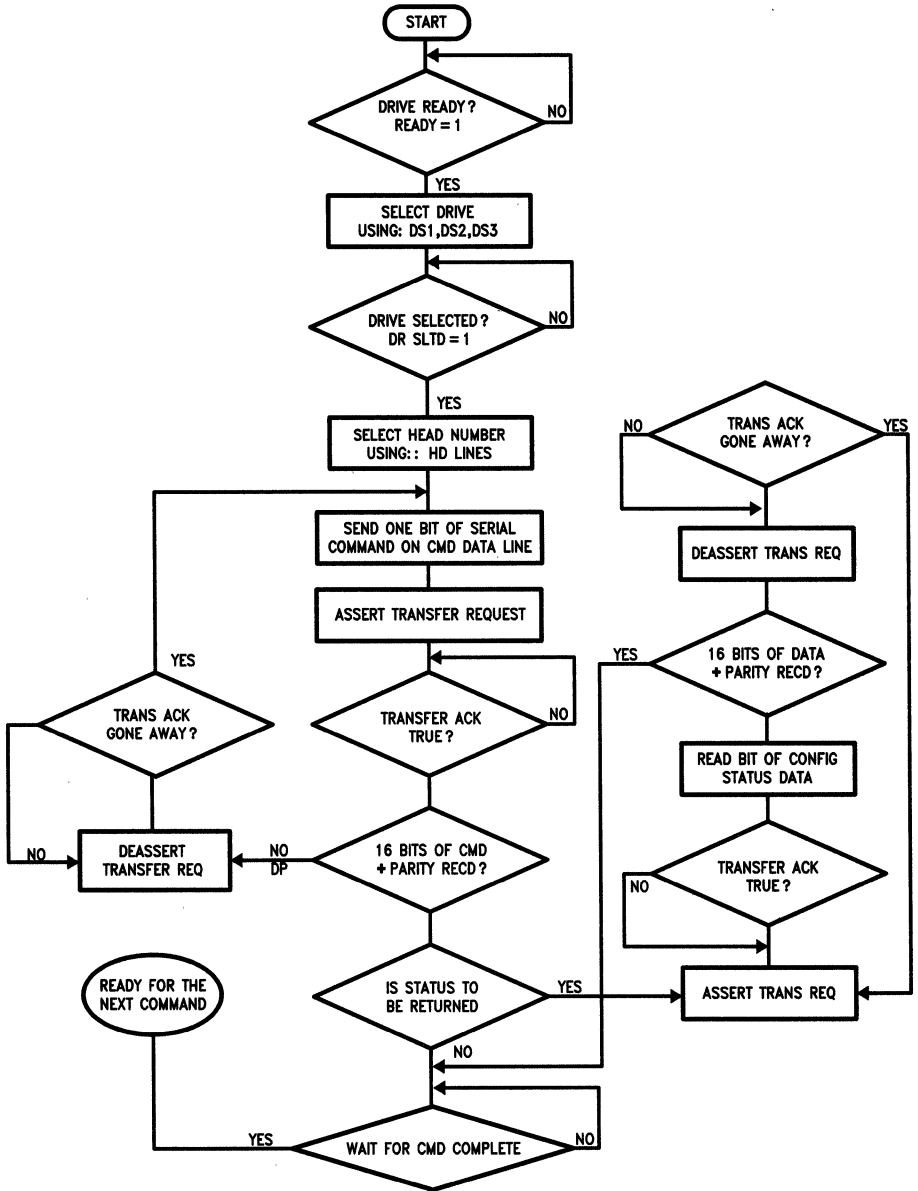 START
DRIVE READY?
READY = 1
NO
YES
SELECT DRIVE
USING: DS1,DS2,DS3
DRIVE SELECTED?
DR SLTD = 1
NO
YES
SELECT HEAD NUMBER
USING:: HD LINES
SEND ONE BIT OF SERIAL
COMMAND ON CMD DATA LINE
ASSERT TRANSFER REQUEST
TRANSFER ACK
TRUE?
NO
16 BITS OF CMD
+ PARITY RECD?
NO
DP
DEASSERT
TRANSFER REQ
TRANS ACK
GONE AWAY?
YES
NO
IS STATUS TO
BE RETURNED
YES
NO
ASSERT TRANS REQ
TRANSFER ACK
TRUE?
NO
READ BIT OF CONFIG
STATUS DATA
16 BITS OF DATA
+ PARITY RECD?
YES
DEASSERT TRANS REQ
TRANS ACK
GONE AWAY?
NO
YES
WAIT FOR CMD COMPLETE
NO
YES
READY FOR THE
NEXT COMMAND